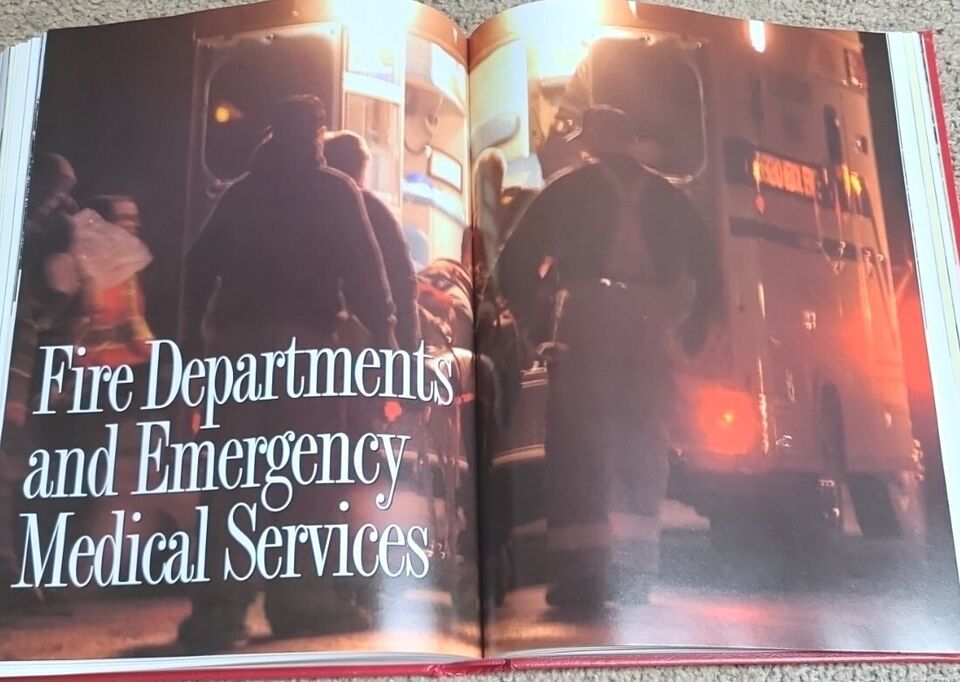 Fire Departments
and Emergency
Medical Services